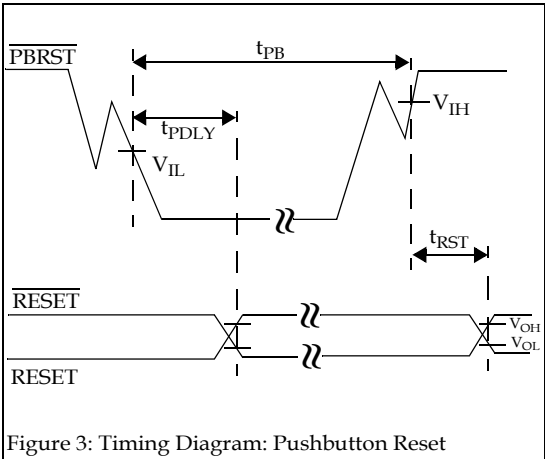 PBRST
tPB
VIH
tPDLY
VIL
tRST
RESET
VOH
VOL
RESET
Figure 3: Timing Diagram: Pushbutton Reset